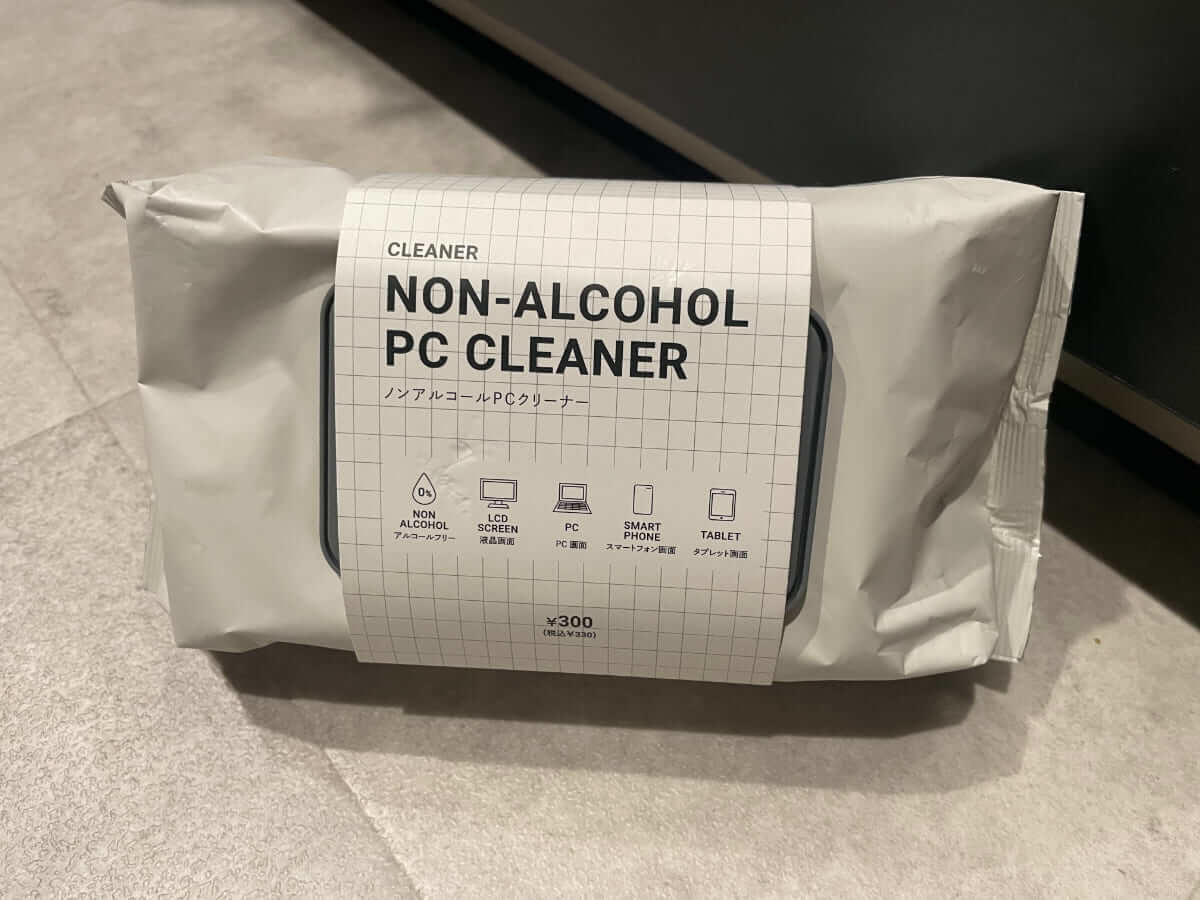 CLEANER
NON-ALCOHOL
PC CLEANER
ノンアルコールPCクリーナー
0%
NON
ALCOHOL
アルコールフリー
LCD
SCREEN
液晶画面
PC
PC画面
SMART
PHONE
スマートフォン画面
TABLET
タブレット画面
¥300
(税込¥330)